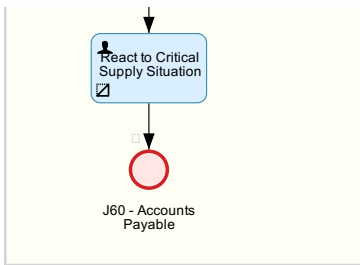 React to Critical
Supply Situation
J60 - Accounts
Payable